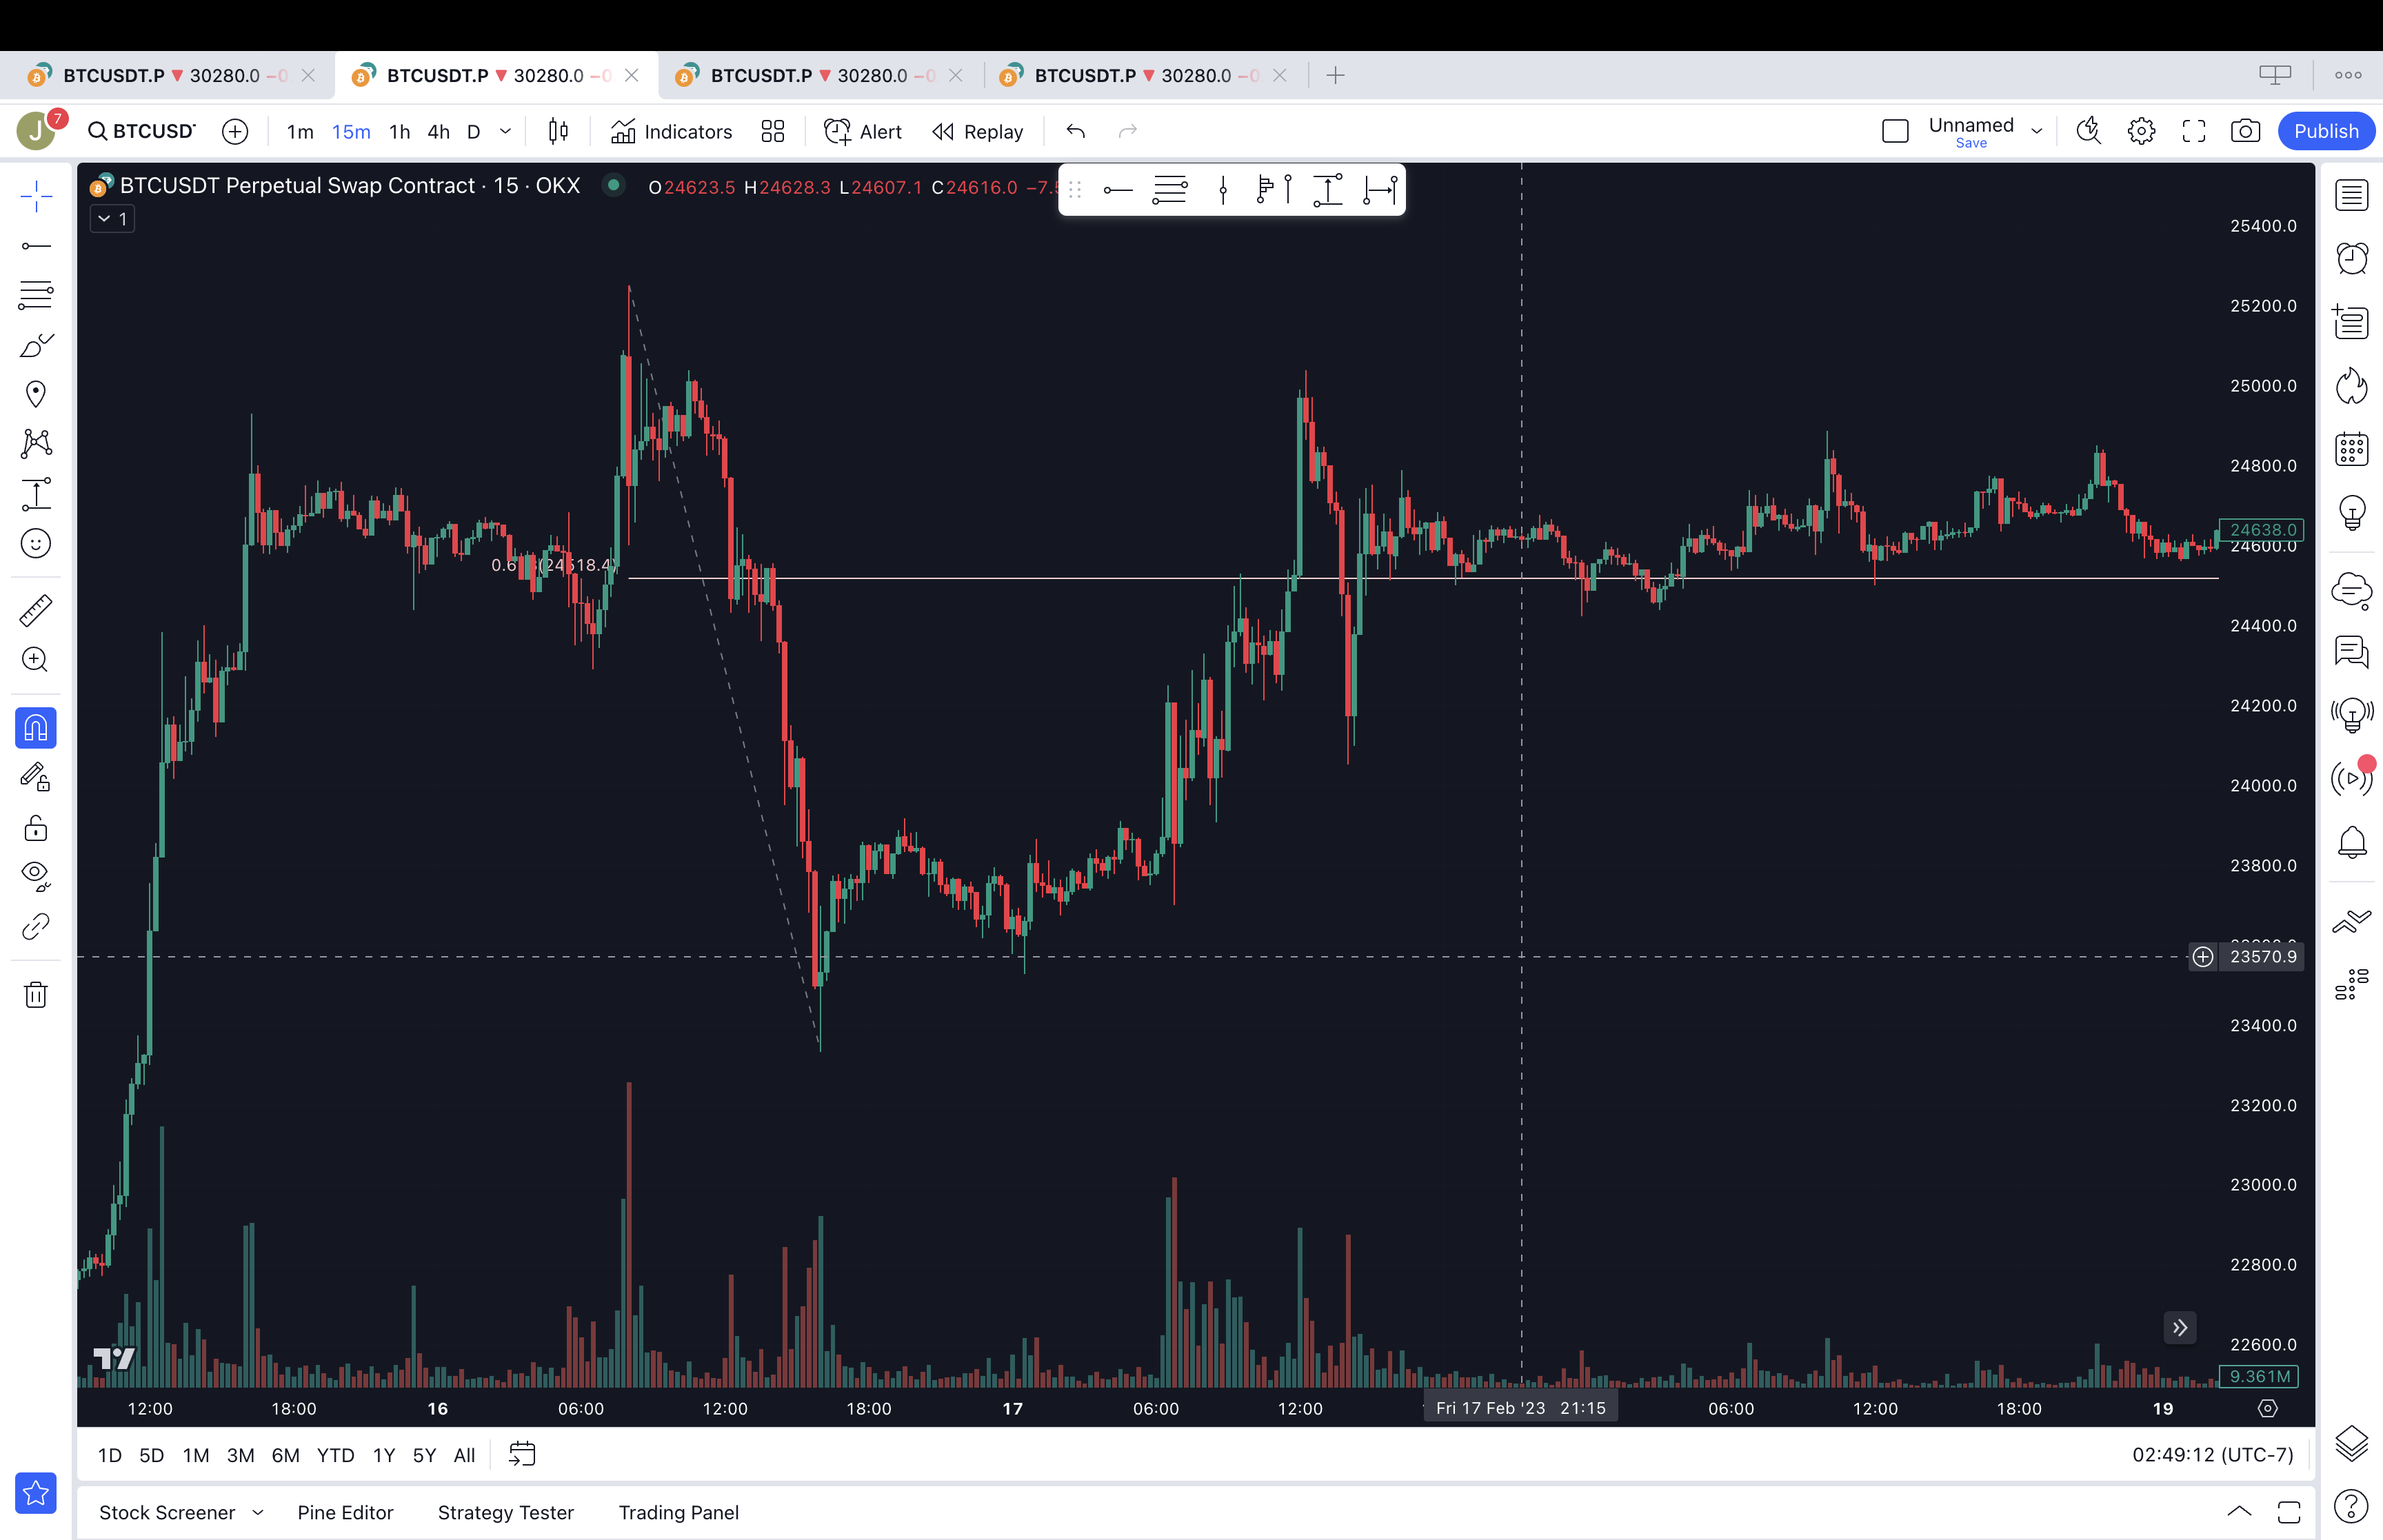 BTCUSDT.P ▼ 30280.0 −0
BTCUSDT.P ▼ 30280.0 −0
BTCUSDT.P ▼ 30280.0 −0
BTCUSDT.P ▼ 30280.0 −0
J
7
BTCUSD
1m 15m 1h 4h D
Indicators
Alert
Replay
Unnamed
Save
Publish
BTCUSDT Perpetual Swap Contract · 15 · OKX
O24623.5 H24628.3 L24607.1 C24616.0
1
25400.0
25200.0
25000.0
24800.0
24638.0
24600.0
24400.0
24200.0
24000.0
23800.0
23570.9
23400.0
23200.0
23000.0
22800.0
22600.0
9.361M
12:00 18:00 16 06:00 12:00 18:00 17 06:00 12:00 Fri 17 Feb '23 21:15 06:00 12:00 18:00 19
1D 5D 1M 3M 6M YTD 1Y 5Y All
02:49:12 (UTC-7)
Stock Screener Pine Editor Strategy Tester Trading Panel